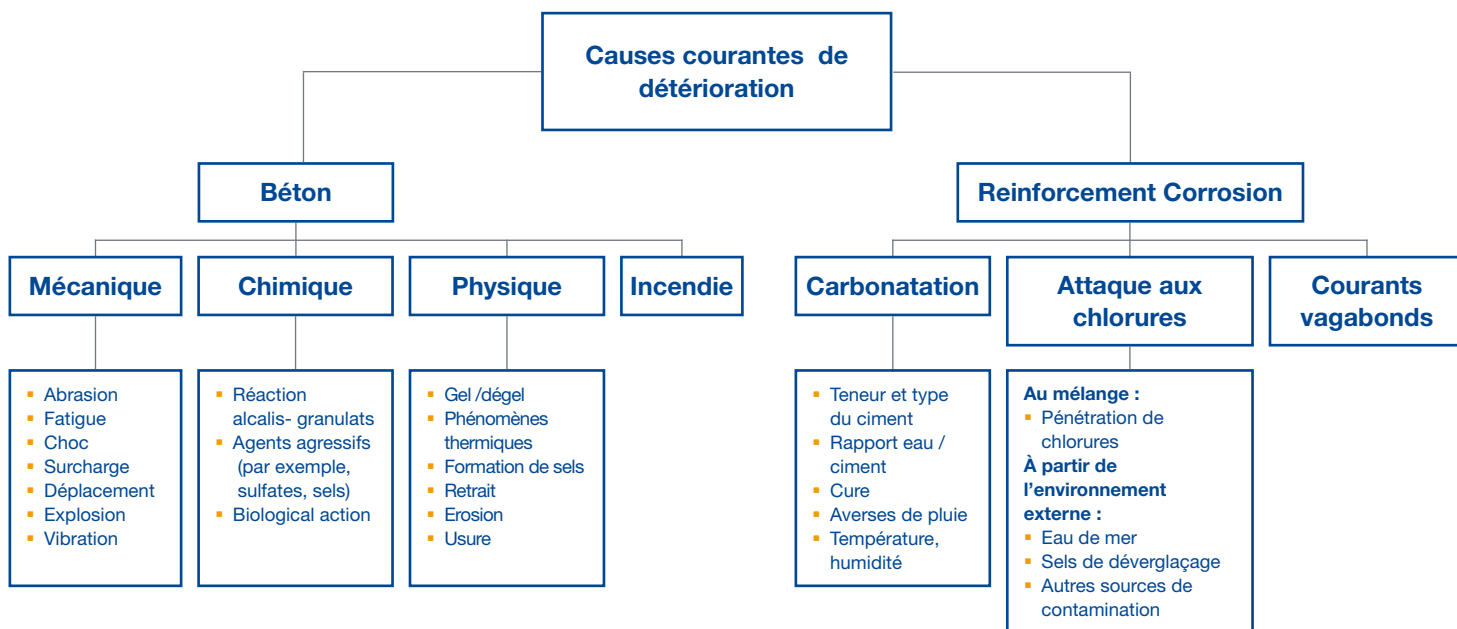 Causes courantes de
détérioration
Béton
Reinforcement Corrosion
Mécanique
Chimique
Physique
Incendie
Carbonatation
Attaque aux
chlorures
Courants
vagabonds
Abrasion
Fatigue
Choc
Surcharge
Déplacement
Explosion
Vibration
Réaction
alcalis- granulats
Agents agressifs
(par exemple,
sulfates, sels)
Biological action
Gel /dégel
Phénomènes
thermiques
Formation de sels
Retrait
Erosion
Usure
Teneur et type
du ciment
Rapport eau /
ciment
Cure
Averses de pluie
Température,
humidité
Au mélange :
Pénétration de
chlorures
À partir de
l’environnement
externe :
Eau de mer
Sels de déverglaçage
Autres sources de
contamination